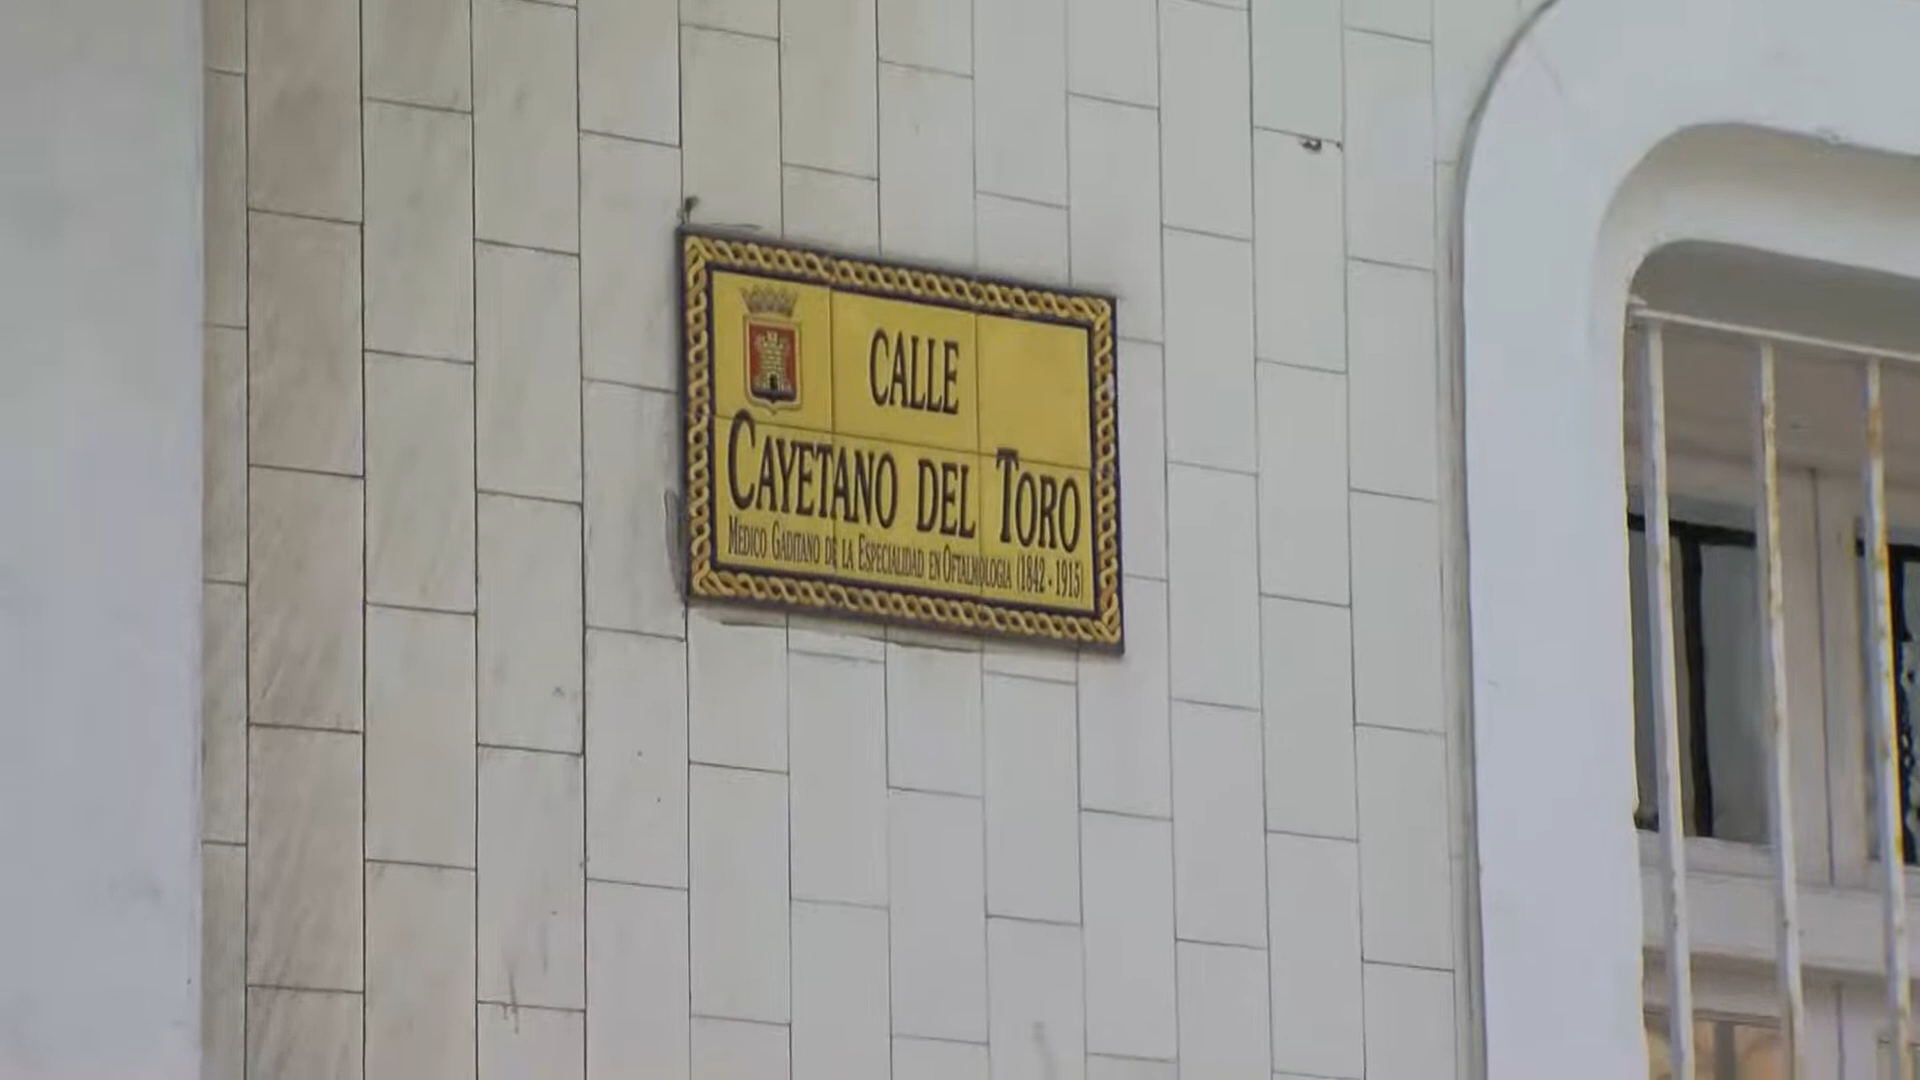 CALLE
CAYETANO DEL TORO
MEDICO GADITANO DE LA ESPECIALIDAD EN OFTALMOLOGIA (1842 - 1915)